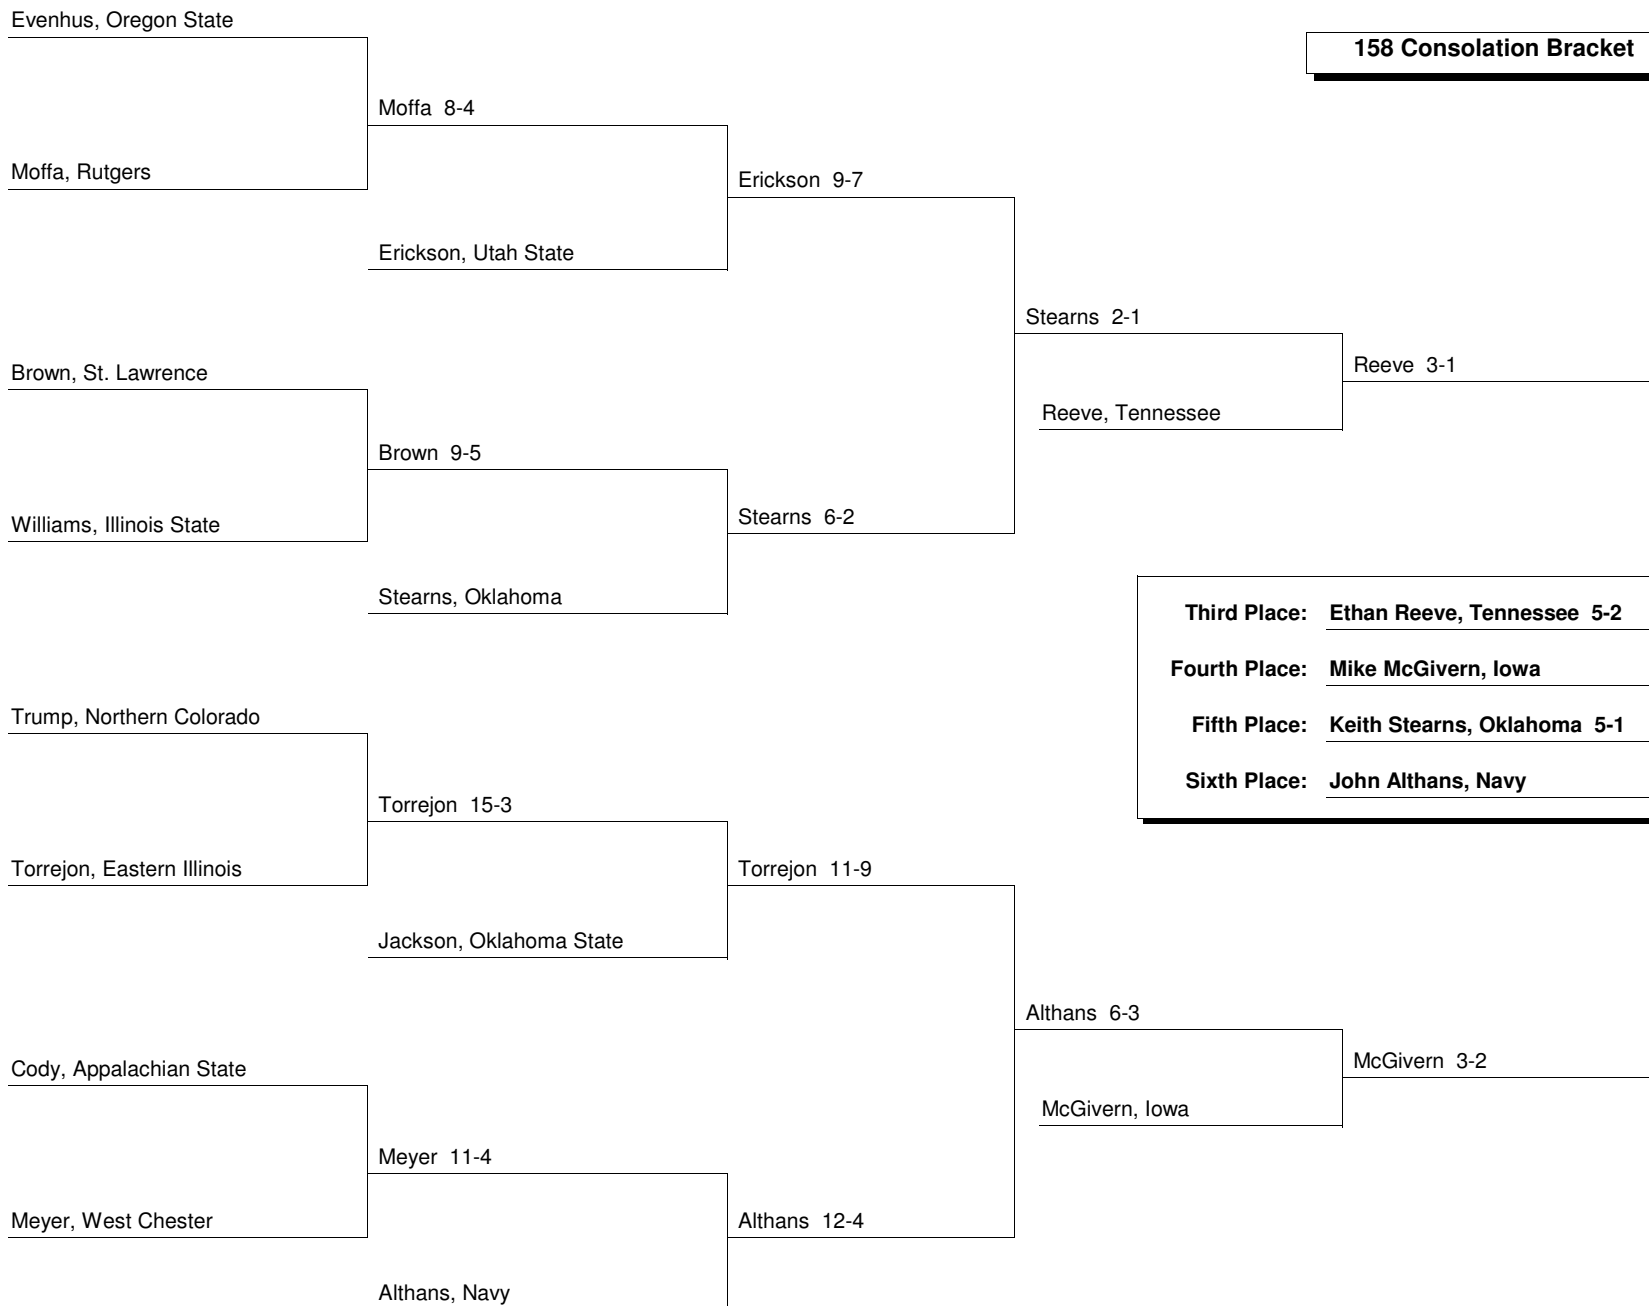 Evenhus, Oregon State
158 Consolation Bracket
Moffa 8-4
Moffa, Rutgers
Erickson 9-7
Erickson, Utah State
Stearns 2-1
Reeve 3-1
Brown, St. Lawrence
Reeve, Tennessee
Brown 9-5
Williams, Illinois State
Stearns 6-2
Stearns, Oklahoma
Third Place: Ethan Reeve, Tennessee 5-2
Fourth Place: Mike McGivern, Iowa
Fifth Place: Keith Stearns, Oklahoma 5-1
Sixth Place: John Althans, Navy
Trump, Northern Colorado
Torrejon 15-3
Torrejon, Eastern Illinois
Torrejon 11-9
Jackson, Oklahoma State
Althans 6-3
Cody, Appalachian State
McGivern 3-2
McGivern, Iowa
Meyer 11-4
Meyer, West Chester
Althans 12-4
Althans, Navy